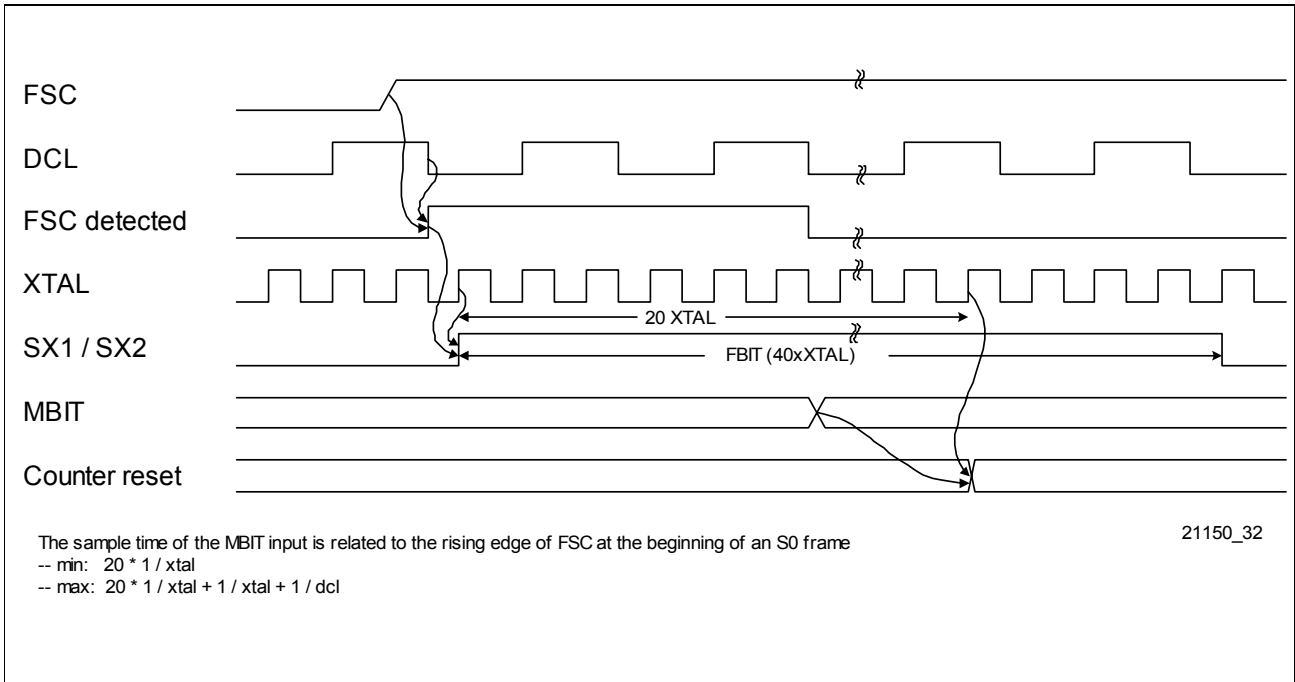 FSC
DCL
FSC detected
XTAL
20 XTAL
SX1 / SX2
FBIT (40xXTAL)
MBIT
Counter reset
The sample time of the MBIT input is related to the rising edge of FSC at the beginning of an S0 frame
-- min: 20 * 1 / xtal
-- max: 20 * 1 / xtal + 1 / xtal + 1 / dcl
21150_32